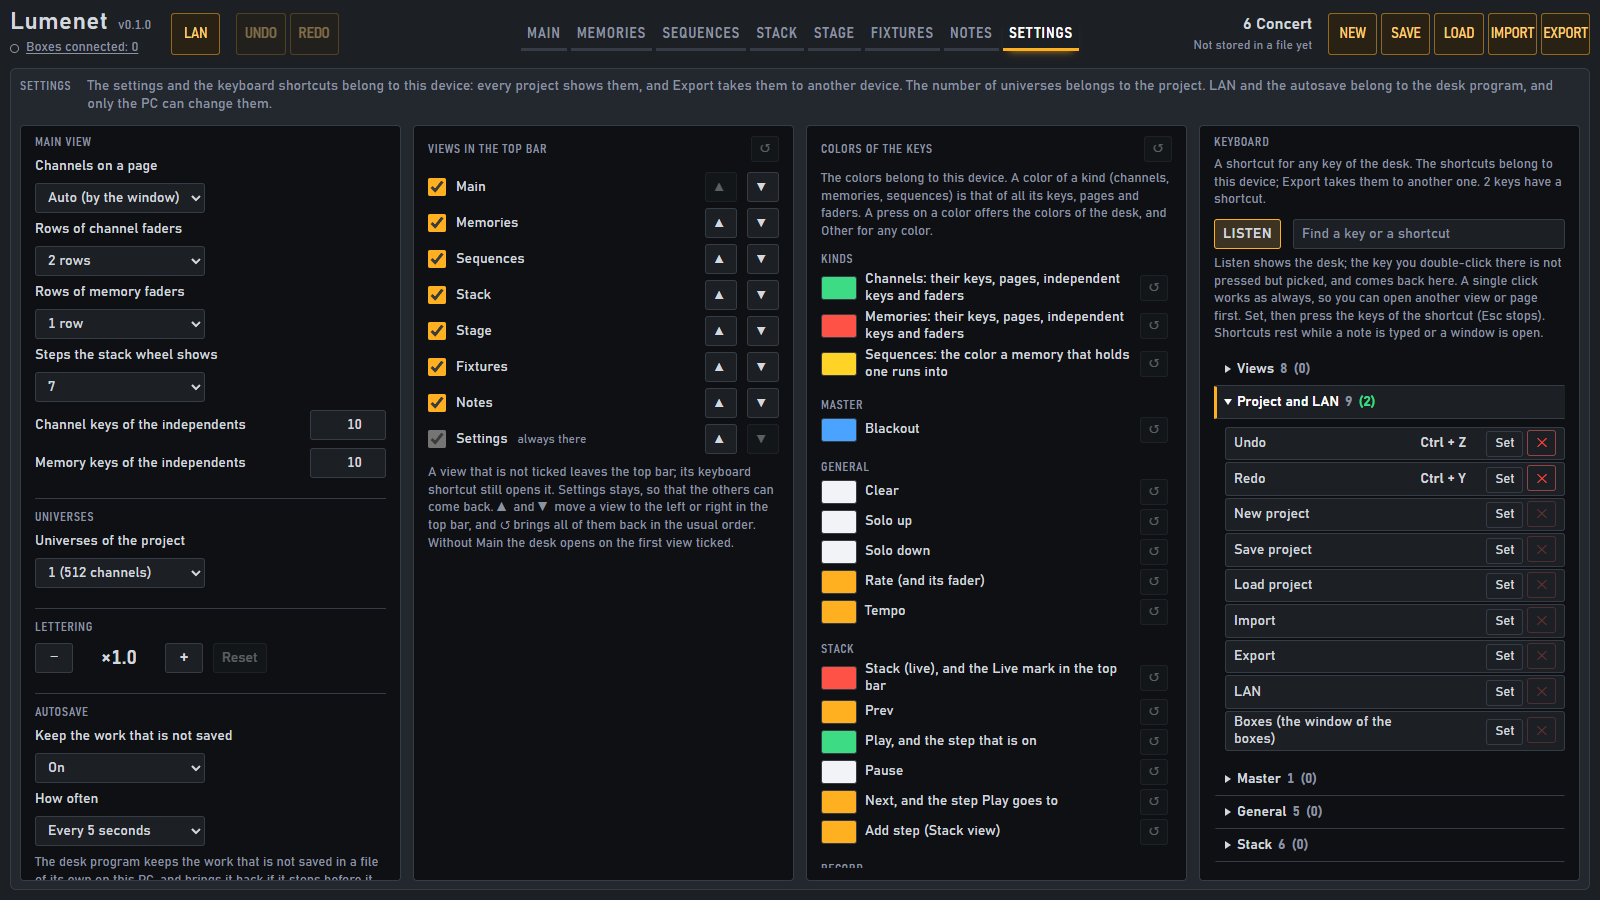 Lumenet v0.1.0
Boxes connected: 0
LAN
UNDO
REDO
MAIN
MEMORIES
SEQUENCES
STACK
STAGE
FIXTURES
NOTES
SETTINGS
6 Concert
Not stored in a file yet
NEW
SAVE
LOAD
IMPORT
EXPORT
SETTINGS
The settings and the keyboard shortcuts belong to this device: every project shows them, and Export takes them to another device. The number of universes belongs to the project. LAN and the autosave belong to the desk program, and
only the PC can change them.
MAIN VIEW
Channels on a page
Auto (by the window)
Rows of channel faders
2 rows
Rows of memory faders
1 row
Steps the stack wheel shows
7
Channel keys of the independents
10
Memory keys of the independents
10
UNIVERSES
Universes of the project
1 (512 channels)
LETTERING
−
×1.0
+
Reset
AUTOSAVE
Keep the work that is not saved
On
How often
Every 5 seconds
The desk program keeps the work that is not saved in a file
of its own on this PC, and brings it back if it stops before it
VIEWS IN THE TOP BAR
↺
Main
▲ ▼
Memories
▲ ▼
Sequences
▲ ▼
Stack
▲ ▼
Stage
▲ ▼
Fixtures
▲ ▼
Notes
▲ ▼
Settings always there
▲ ▼
A view that is not ticked leaves the top bar; its keyboard
shortcut still opens it. Settings stays, so that the others can
come back. ▲ and ▼ move a view to the left or right in the
top bar, and ↺ brings all of them back in the usual order.
Without Main the desk opens on the first view ticked.
COLORS OF THE KEYS
↺
The colors belong to this device. A color of a kind (channels,
memories, sequences) is that of all its keys, pages and
faders. A press on a color offers the colors of the desk, and
Other for any color.
KINDS
Channels: their keys, pages, independent
keys and faders
↺
Memories: their keys, pages, independent
keys and faders
↺
Sequences: the color a memory that holds
one runs into
↺
MASTER
Blackout
↺
GENERAL
Clear
↺
Solo up
↺
Solo down
↺
Rate (and its fader)
↺
Tempo
↺
STACK
Stack (live), and the Live mark in the top
bar
↺
Prev
↺
Play, and the step that is on
↺
Pause
↺
Next, and the step Play goes to
↺
Add step (Stack view)
↺
RECORD
KEYBOARD
A shortcut for any key of the desk. The shortcuts belong to
this device; Export takes them to another one. 2 keys have a
shortcut.
LISTEN
Find a key or a shortcut
Listen shows the desk; the key you double-click there is not
pressed but picked, and comes back here. A single click
works as always, so you can open another view or page
first. Set, then press the keys of the shortcut (Esc stops).
Shortcuts rest while a note is typed or a window is open.
▸ Views 8 (0)
▾ Project and LAN 9 (2)
Undo Ctrl + Z Set ✕
Redo Ctrl + Y Set ✕
New project Set ✕
Save project Set ✕
Load project Set ✕
Import Set ✕
Export Set ✕
LAN Set ✕
Boxes (the window of the
boxes) Set ✕
▸ Master 1 (0)
▸ General 5 (0)
▸ Stack 6 (0)